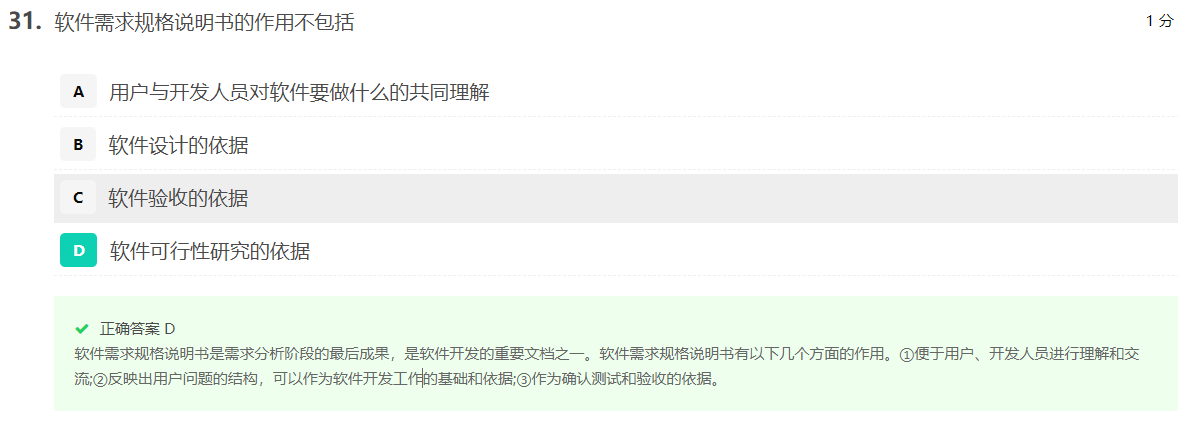 31. 软件需求规格说明书的作用不包括 1 分
A 用户与开发人员对软件要做什么的共同理解
B 软件设计的依据
C 软件验收的依据
D 软件可行性研究的依据
正确答案 D
软件需求规格说明书是需求分析阶段的最后成果，是软件开发的重要文档之一。软件需求规格说明书有以下几个方面的作用。①便于用户、开发人员进行理解和交
流;②反映出用户问题的结构，可以作为软件开发工作的基础和依据;③作为确认测试和验收的依据。